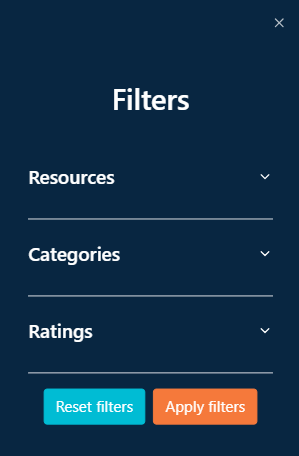 Filters
Resources
Categories
Ratings
Reset filters
Apply filters